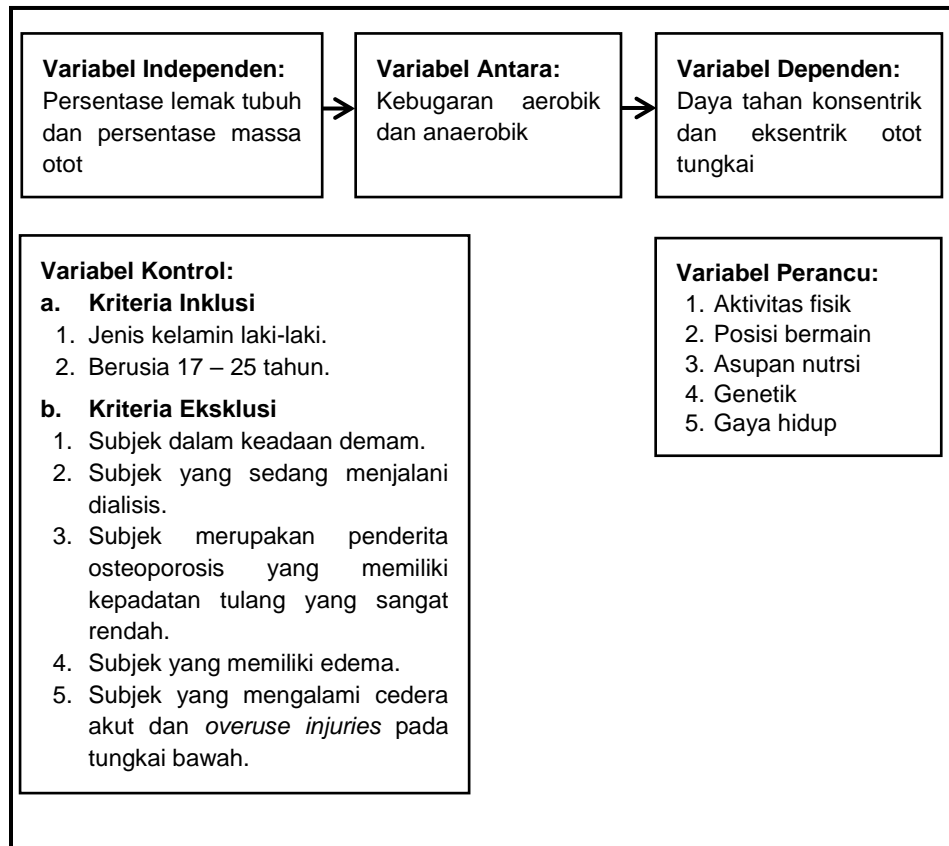 Variabel Independen:
Persentase lemak tubuh
dan persentase massa
otot
Variabel Antara:
Kebugaran aerobik
dan anaerobik
Variabel Dependen:
Daya tahan konsentrik
dan eksentrik otot
tungkai
Variabel Kontrol:
a. Kriteria Inklusi
1. Jenis kelamin laki-laki.
2. Berusia 17 – 25 tahun.
b. Kriteria Eksklusi
1. Subjek dalam keadaan demam.
2. Subjek yang sedang menjalani
dialisis.
3. Subjek merupakan penderita
osteoporosis yang memiliki
kepadatan tulang yang sangat
rendah.
4. Subjek yang memiliki edema.
5. Subjek yang mengalami cedera
akut dan overuse injuries pada
tungkai bawah.
Variabel Perancu:
1. Aktivitas fisik
2. Posisi bermain
3. Asupan nutrsi
4. Genetik
5. Gaya hidup